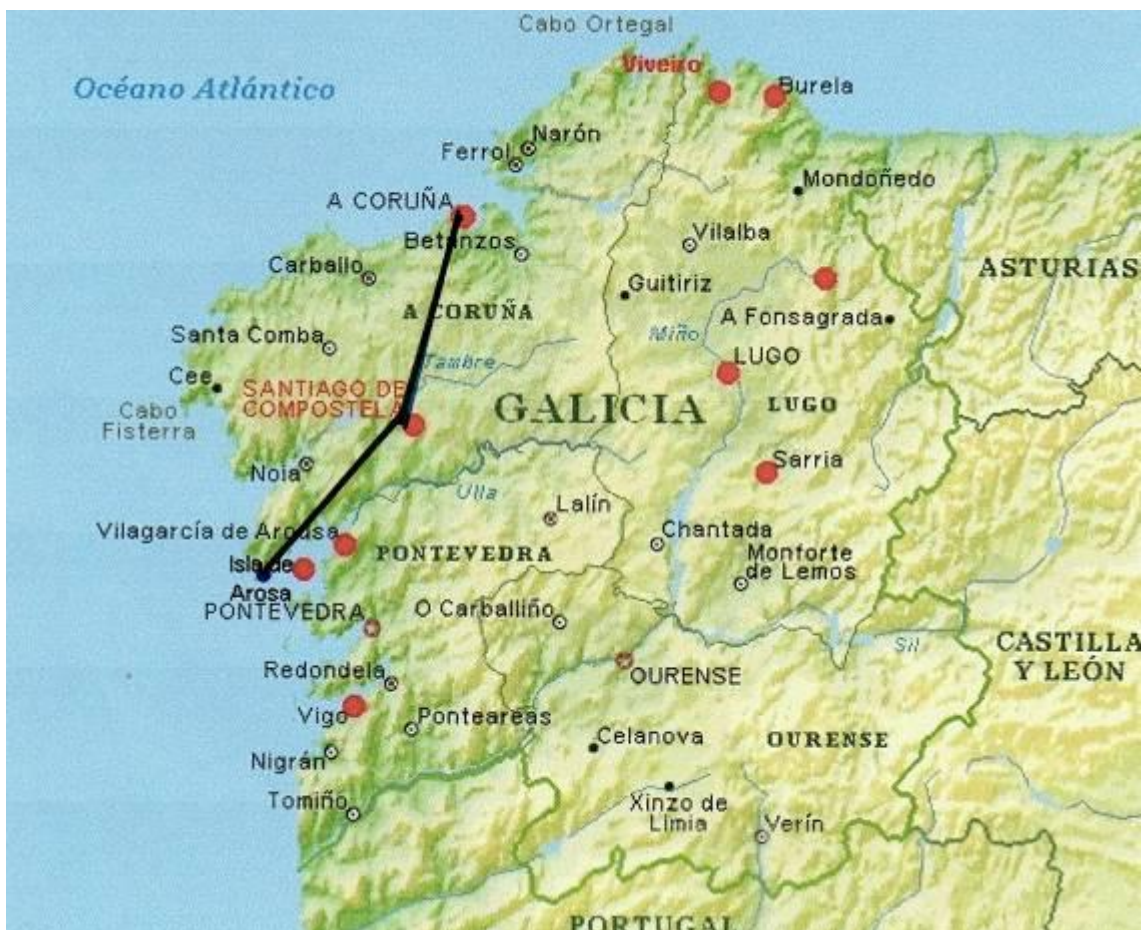 Cabo Ortegal
Viveiro
Océano Atlántico
Burela
Narón
Ferrol
Mondoñedo
A CORUÑA
Betanzos
Vilalba
Carballo
ASTURIAS
Guitiriz
A CORUÑA
A Fonsagrada
Santa Comba
Miño
Tambre
LUGO
Cee
SANTIAGO DE
COMPOSTELA
GALICIA
LUGO
Cabo
Fisterra
Noia
Sarria
Ulla
Lalín
Vilagarcía de Arousa
Chantada
PONTEVEDRA
Monforte
de Lemos
Isla de
Arosa
PONTEVEDRA
O Carballiño
Sil
CASTILLA
Y LEÓN
Redondela
OURENSE
Vigo
Ponteareas
Celanova
OURENSE
Nigrán
Tomiño
Xinzo de
Limia
Verín
PORTUGAL